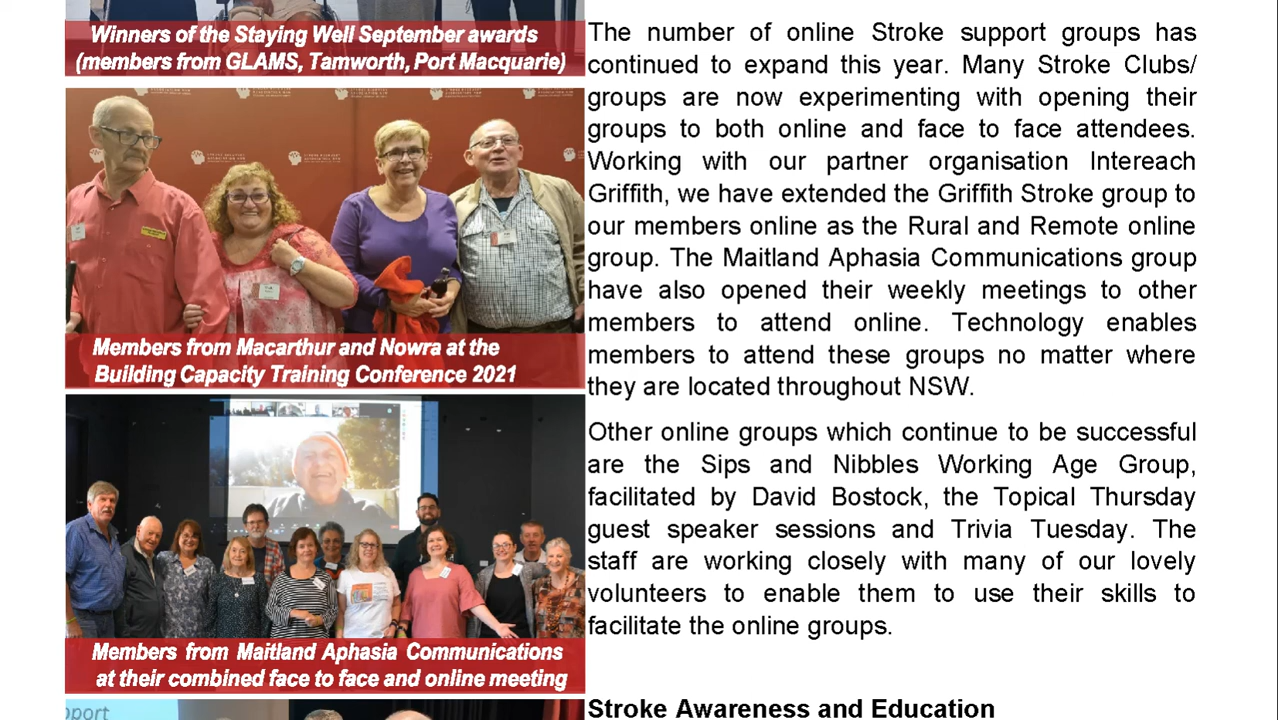 Winners of the Staying Well September awards
(members from GLAMS, Tamworth, Port Macquarie)
Members from Macarthur and Nowra at the
Building Capacity Training Conference 2021
Members from Maitland Aphasia Communications
at their combined face to face and online meeting
pport
The number of online Stroke support groups has
continued to expand this year. Many Stroke Clubs/
groups are now experimenting with opening their
groups to both online and face to face attendees.
Working with our partner organisation Intereach
Griffith, we have extended the Griffith Stroke group to
our members online as the Rural and Remote online
group. The Maitland Aphasia Communications group
have also opened their weekly meetings to other
members to attend online. Technology enables
members to attend these groups no matter where
they are located throughout NSW.
Other online groups which continue to be successful
are the Sips and Nibbles Working Age Group,
facilitated by David Bostock, the Topical Thursday
guest speaker sessions and Trivia Tuesday. The
staff are working closely with many of our lovely
volunteers to enable them to use their skills to
facilitate the online groups.
Stroke Awareness and Education